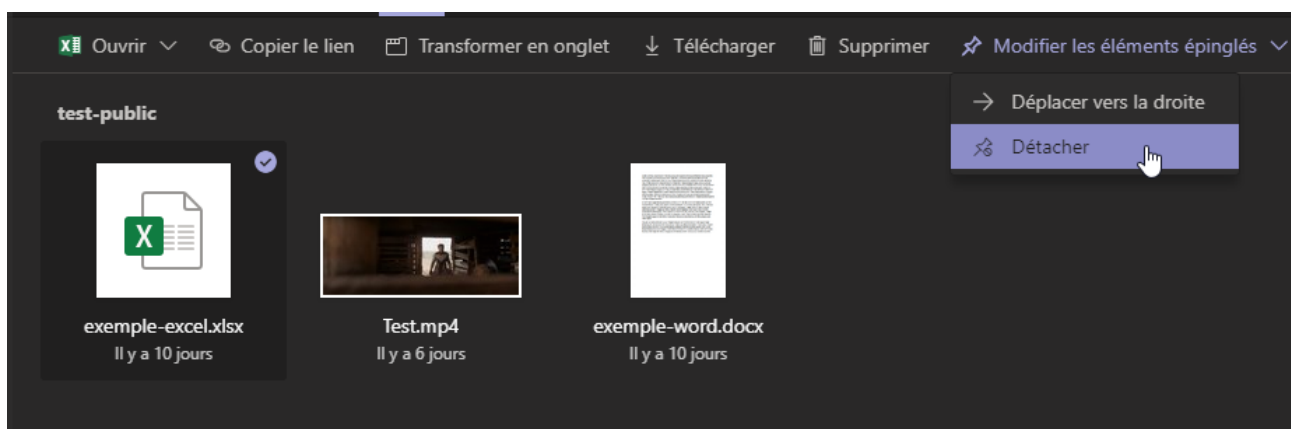 Ouvrir Copier le lien Transformer en onglet Télécharger Supprimer Modifier les éléments épinglés
Déplacer vers la droite
Détacher
test-public
exemple-excel.xlsx Test.mp4 exemple-word.docx
Il y a 10 jours Il y a 6 jours Il y a 10 jours